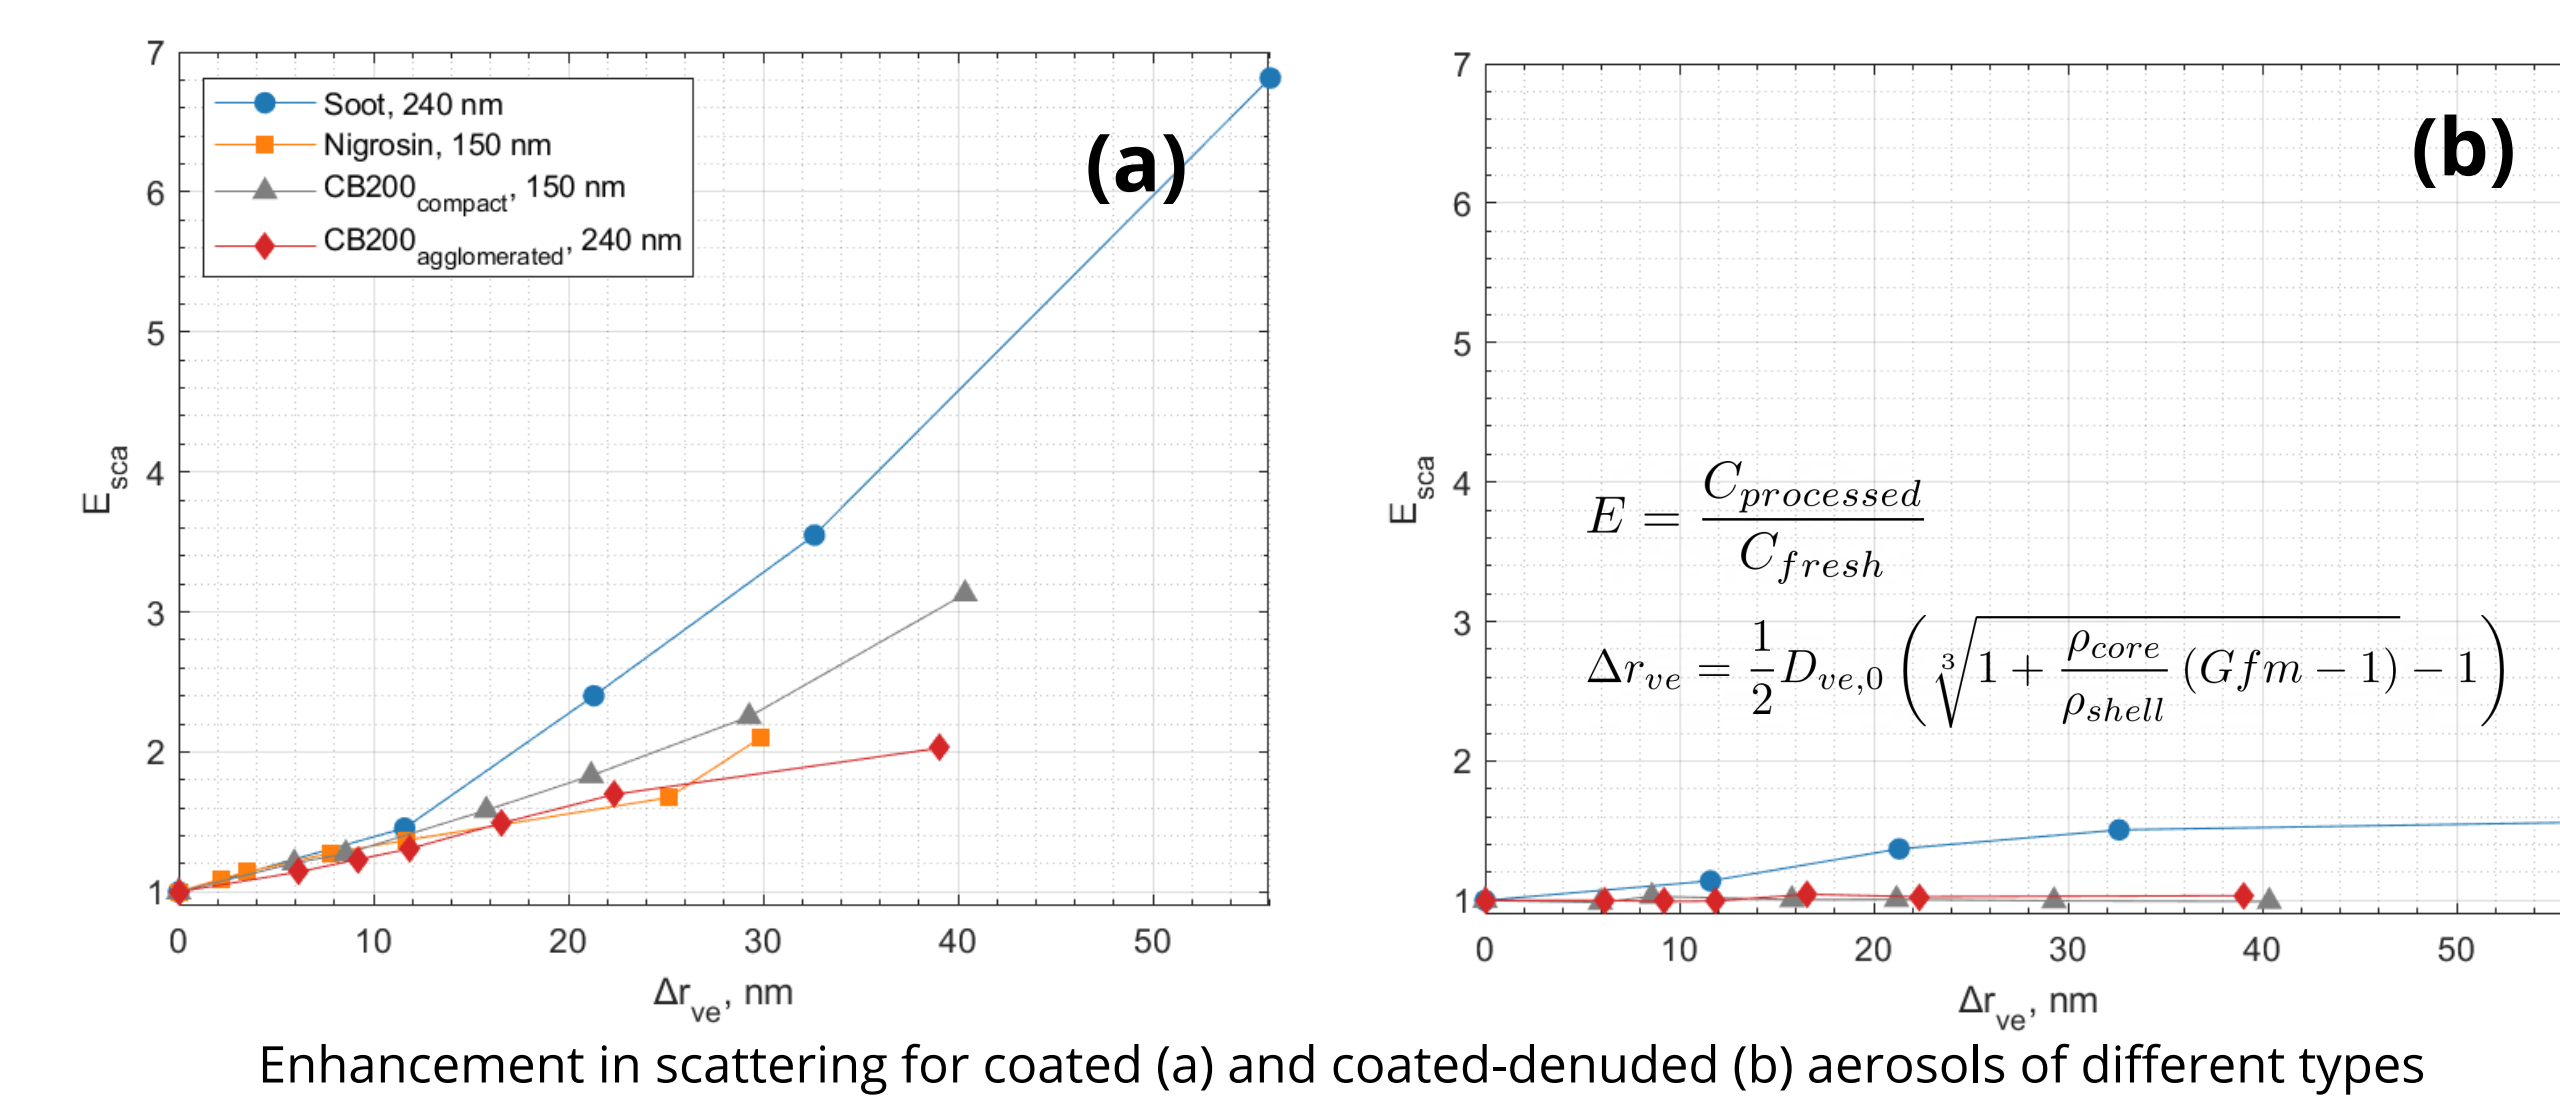 7
6
5
4
3
2
1
E_sca
Soot, 240 nm
Nigrosin, 150 nm
CB200_compact, 150 nm
CB200_agglomerated, 240 nm
(a)
0 10 20 30 40 50
Δr_ve, nm
7
6
5
4
3
2
1
E_sca
(b)
E = C_processed / C_fresh
Δr_ve = 1/2 D_ve,0 (∛(1 + ρ_core/ρ_shell (Gfm − 1)) − 1)
0 10 20 30 40 50
Δr_ve, nm
Enhancement in scattering for coated (a) and coated-denuded (b) aerosols of different types